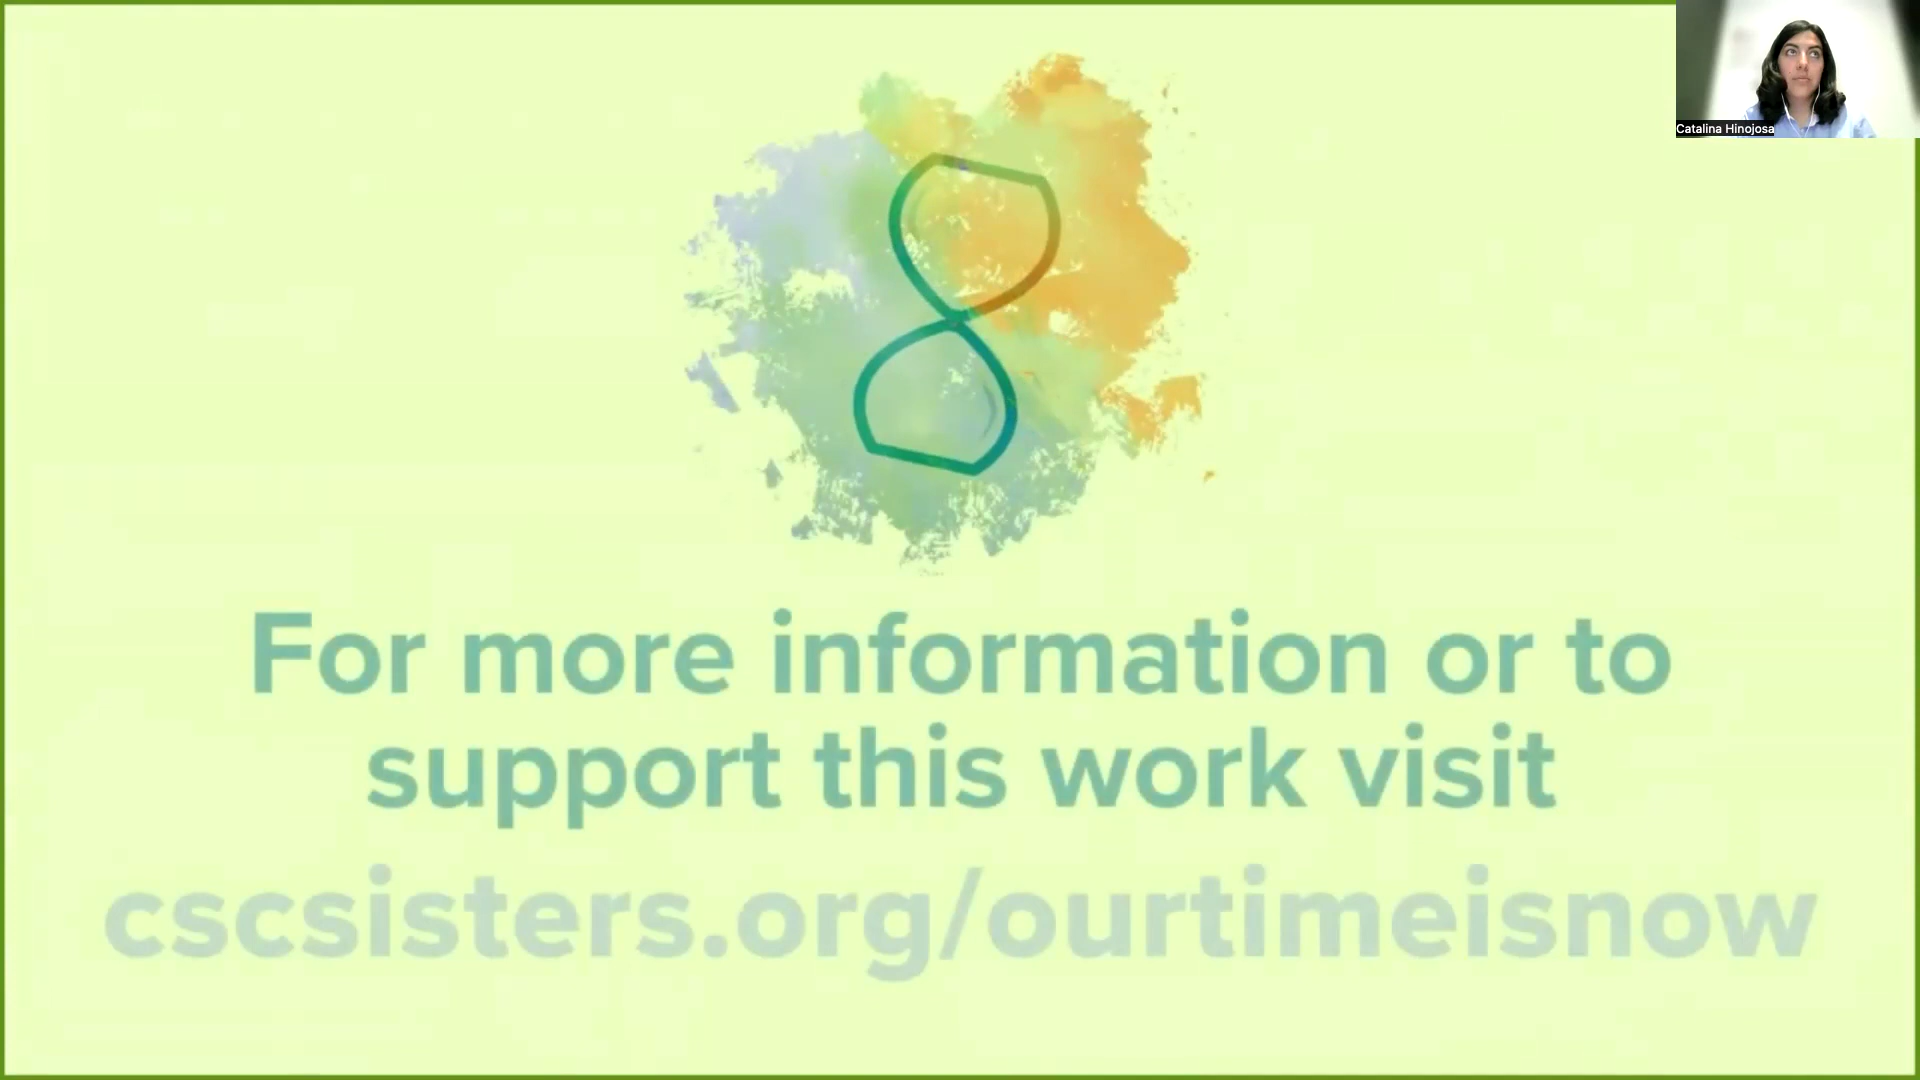 Catalina Hinojosa
For more information or to
support this work visit
cscsisters.org/ourtimeisnow